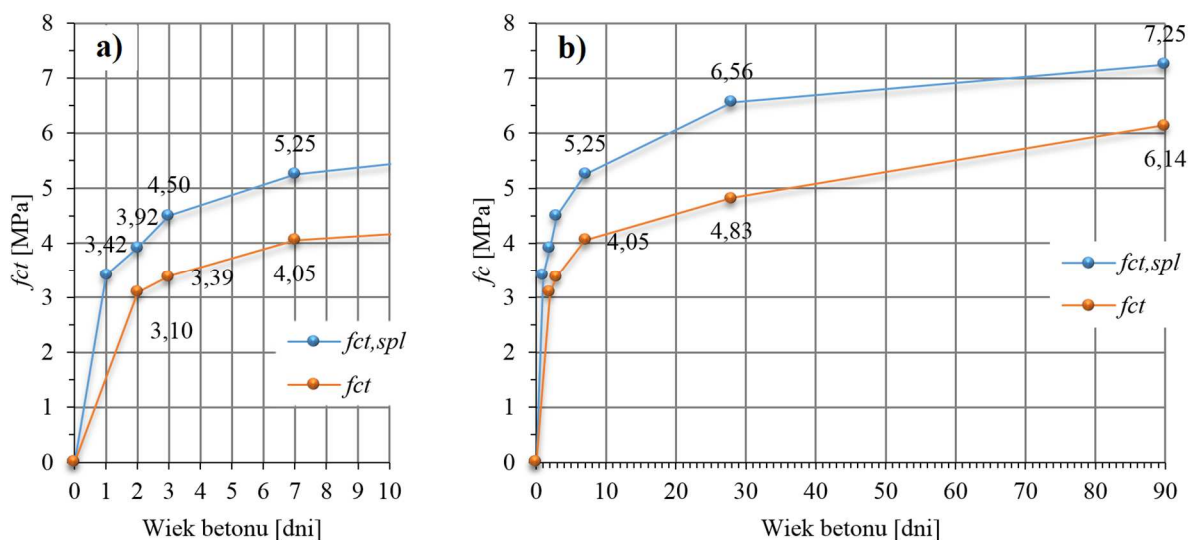 a)
8
7
6
5
4
3
2
1
0
fct [MPa]
5,25
4,50
3,92
3,42
3,39
4,05
3,10
fct,spl
fct
0 1 2 3 4 5 6 7 8 9 10
Wiek betonu [dni]
b)
8
7
6
5
4
3
2
1
0
fc [MPa]
7,25
6,56
5,25
6,14
4,05
4,83
fct,spl
fct
0 10 20 30 40 50 60 70 80 90
Wiek betonu [dni]